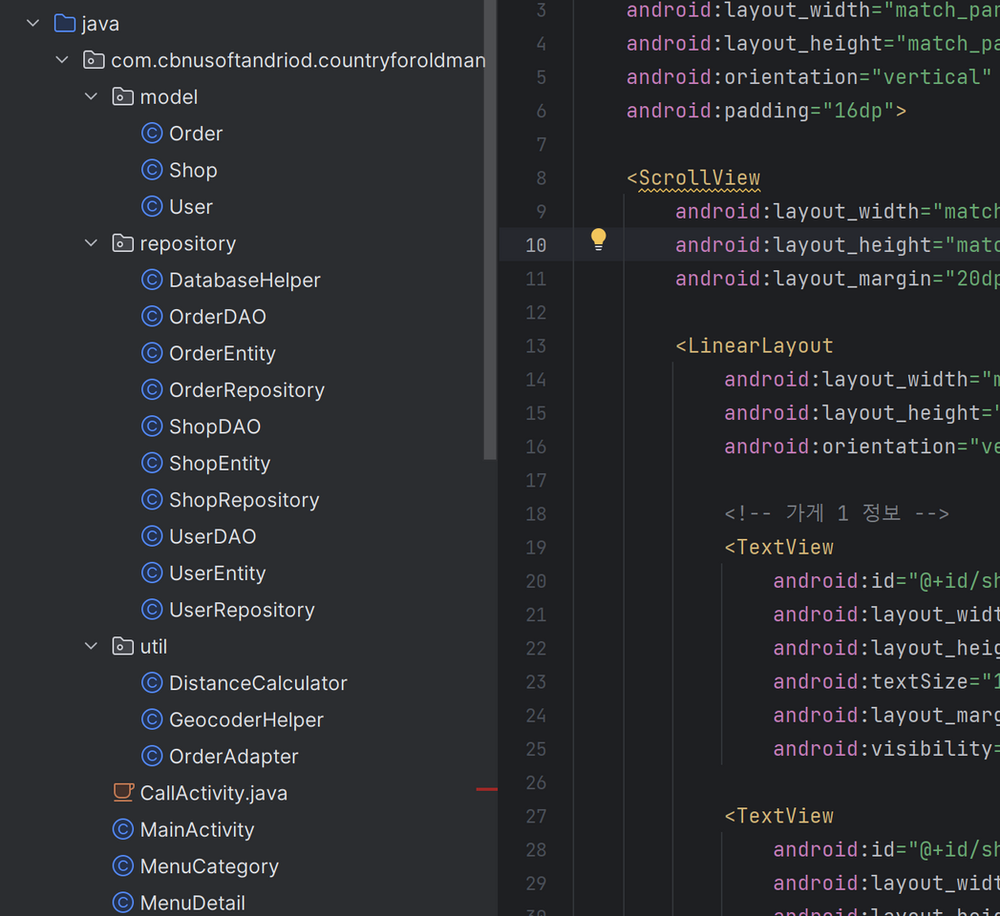 java
com.cbnusoftandriod.countryforoldman
model
Order
Shop
User
repository
DatabaseHelper
OrderDAO
OrderEntity
OrderRepository
ShopDAO
ShopEntity
ShopRepository
UserDAO
UserEntity
UserRepository
util
DistanceCalculator
GeocoderHelper
OrderAdapter
CallActivity.java
MainActivity
MenuCategory
MenuDetail
3 android:layout_width="match_par
4 android:layout_height="match_pa
5 android:orientation="vertical"
6 android:padding="16dp">
7
8 <ScrollView
9 android:layout_width="match
10 android:layout_height="matc
11 android:layout_margin="20dp
12
13 <LinearLayout
14 android:layout_width="m
15 android:layout_height="
16 android:orientation="ve
17
18 <!-- 가게 1 정보 -->
19 <TextView
20 android:id="@+id/sh
21 android:layout_widt
22 android:layout_heig
23 android:textSize="1
24 android:layout_marg
25 android:visibility=
26
27 <TextView
28 android:id="@+id/sh
29 android:layout_widt
30 android:layout_heig